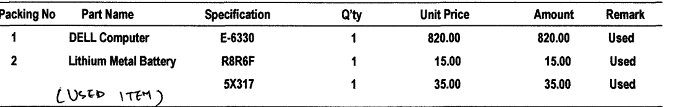 Packing No Part Name Specification Q'ty Unit Price Amount Remark
1 DELL Computer E-6330 1 820.00 820.00 Used
2 Lithium Metal Battery R8R6F 1 15.00 15.00 Used
5X317 1 35.00 35.00 Used
(USED ITEM)